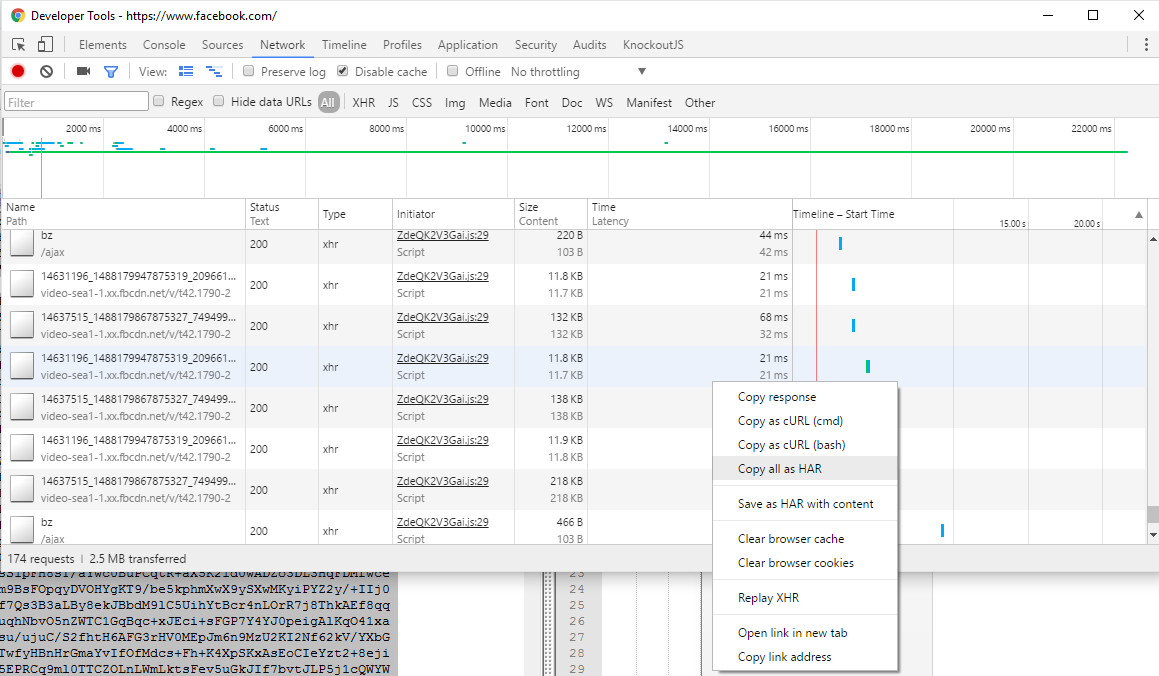 Developer Tools - https://www.facebook.com/
Elements Console Sources Network Timeline Profiles Application Security Audits KnockoutJS
View: Preserve log Disable cache Offline No throttling
Filter Regex Hide data URLs All XHR JS CSS Img Media Font Doc WS Manifest Other
2000 ms 4000 ms 6000 ms 8000 ms 10000 ms 12000 ms 14000 ms 16000 ms 18000 ms 20000 ms 22000 ms
Name Status Type Initiator Size Time Timeline – Start Time
Path Text Content Latency 15.00 s 20.00 s
bz 200 xhr ZdeQK2V3Gai.js:29 220 B 44 ms
/ajax Script 103 B 42 ms
14631196_1488179947875319_209661... 200 xhr ZdeQK2V3Gai.js:29 11.8 KB 21 ms
video-sea1-1.xx.fbcdn.net/v/t42.1790-2 Script 11.7 KB 21 ms
14637515_1488179867875327_749499... 200 xhr ZdeQK2V3Gai.js:29 132 KB 68 ms
video-sea1-1.xx.fbcdn.net/v/t42.1790-2 Script 132 KB 32 ms
14631196_1488179947875319_209661... 200 xhr ZdeQK2V3Gai.js:29 11.8 KB 21 ms
video-sea1-1.xx.fbcdn.net/v/t42.1790-2 Script 11.7 KB 21 ms
14637515_1488179867875327_749499... 200 xhr ZdeQK2V3Gai.js:29 138 KB
video-sea1-1.xx.fbcdn.net/v/t42.1790-2 Script 138 KB
14631196_1488179947875319_209661... 200 xhr ZdeQK2V3Gai.js:29 11.9 KB
video-sea1-1.xx.fbcdn.net/v/t42.1790-2 Script 11.8 KB
14637515_1488179867875327_749499... 200 xhr ZdeQK2V3Gai.js:29 218 KB
video-sea1-1.xx.fbcdn.net/v/t42.1790-2 Script 218 KB
bz 200 xhr ZdeQK2V3Gai.js:29 466 B
/ajax Script 103 B
Copy response
Copy as cURL (cmd)
Copy as cURL (bash)
Copy all as HAR
Save as HAR with content
Clear browser cache
Clear browser cookies
Replay XHR
Open link in new tab
Copy link address
174 requests | 2.5 MB transferred
23
m9BsFOpqyDVOHYgKT9/be5kphmXwX9ySXwMKyiPYZ2y/+IIj0 24
f7Qs3B3aLBy8ekJBbdM9lC5UihYtBcr4nLOrR7j8ThkAEf8qq 25
uqhNbvO5nZWTC1GqBqc+xJEci+sFGP7Y4YJ0peigAlKqO41xa 26
su/ujuC/S2fhtH6AFG3rHV0MEpJm6n9MzU2KI2Nf62kV/YXbG 27
TwfyHBnHrGmaYvIfOfMdcs+Fh+K4XpSKxAsEoCIeYzt2+8eji 28
5EPRCq9ml0TTCZOLnLWmLktsFev5uGkJIf7bvtJLP5j1cQWYW 29